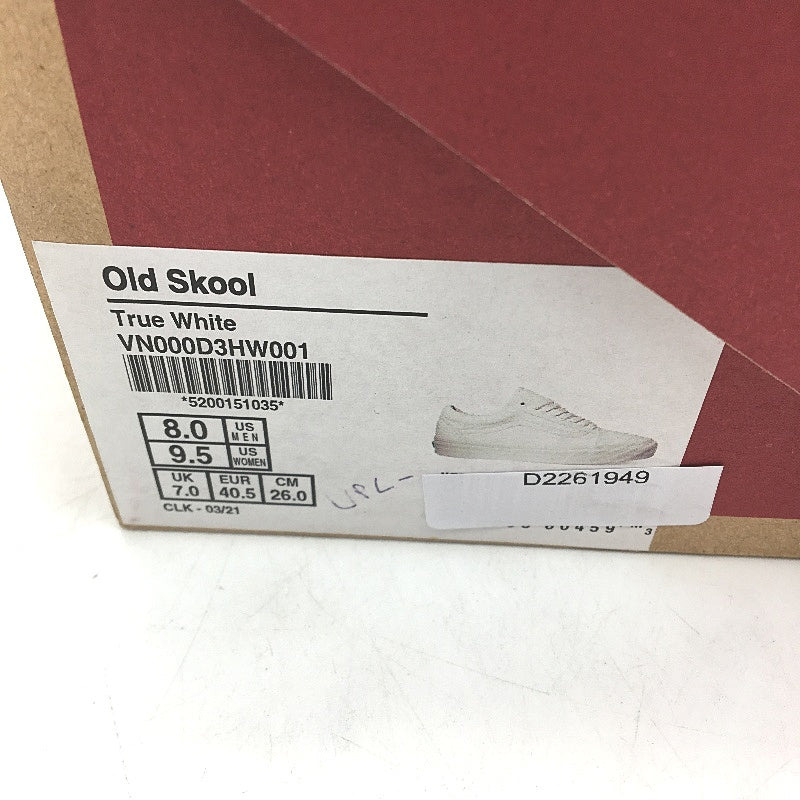 Old Skool
True White
VN000D3HW001
*5200151035*
8.0 US MEN
9.5 US WOMEN
UK 7.0 EUR 40.5 CM 26.0
CLK - 03/21
D2261949
3